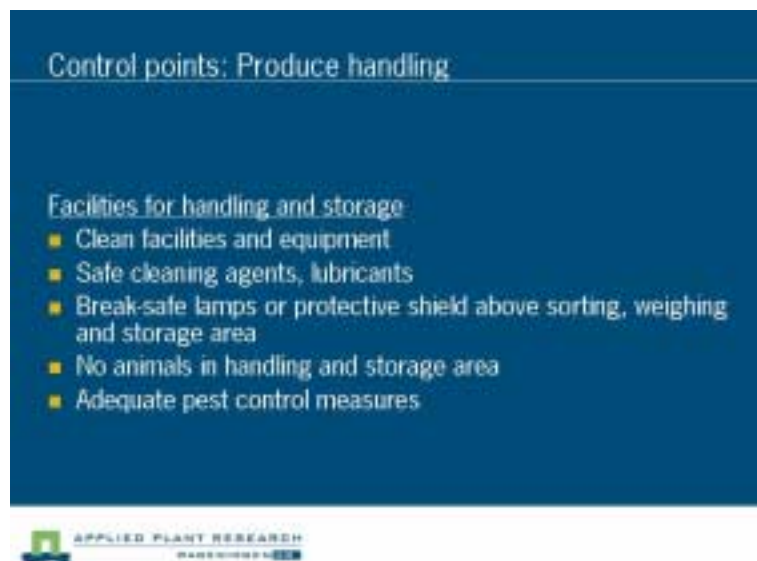 Control points: Produce handling
Facilities for handling and storage
Clean facilities and equipment
Safe cleaning agents, lubricants
Break-safe lamps or protective shield above sorting, weighing
and storage area
No animals in handling and storage area
Adequate pest control measures
APPLIED PLANT RESEARCH
WAGENINGEN UR